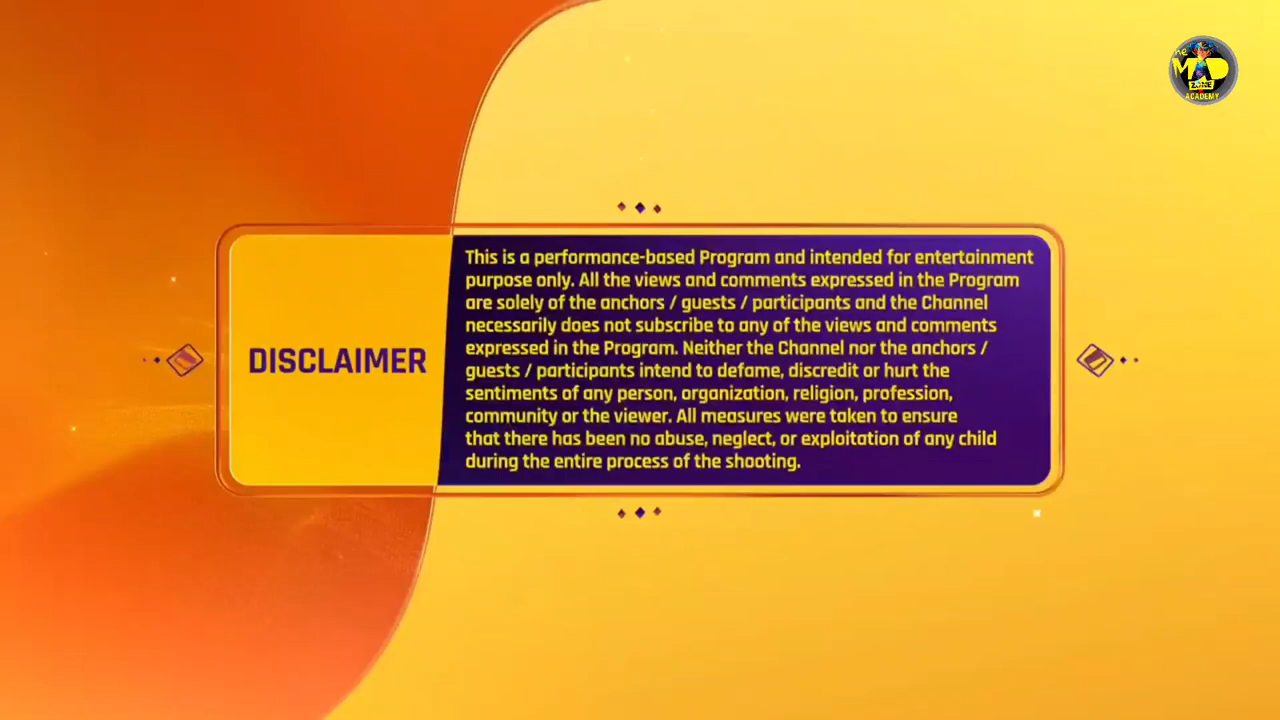 The
MAD
ZONE
ACADEMY
DISCLAIMER
This is a performance-based Program and intended for entertainment
purpose only. All the views and comments expressed in the Program
are solely of the anchors / guests / participants and the Channel
necessarily does not subscribe to any of the views and comments
expressed in the Program. Neither the Channel nor the anchors /
guests / participants intend to defame, discredit or hurt the
sentiments of any person, organization, religion, profession,
community or the viewer. All measures were taken to ensure
that there has been no abuse, neglect, or exploitation of any child
during the entire process of the shooting.